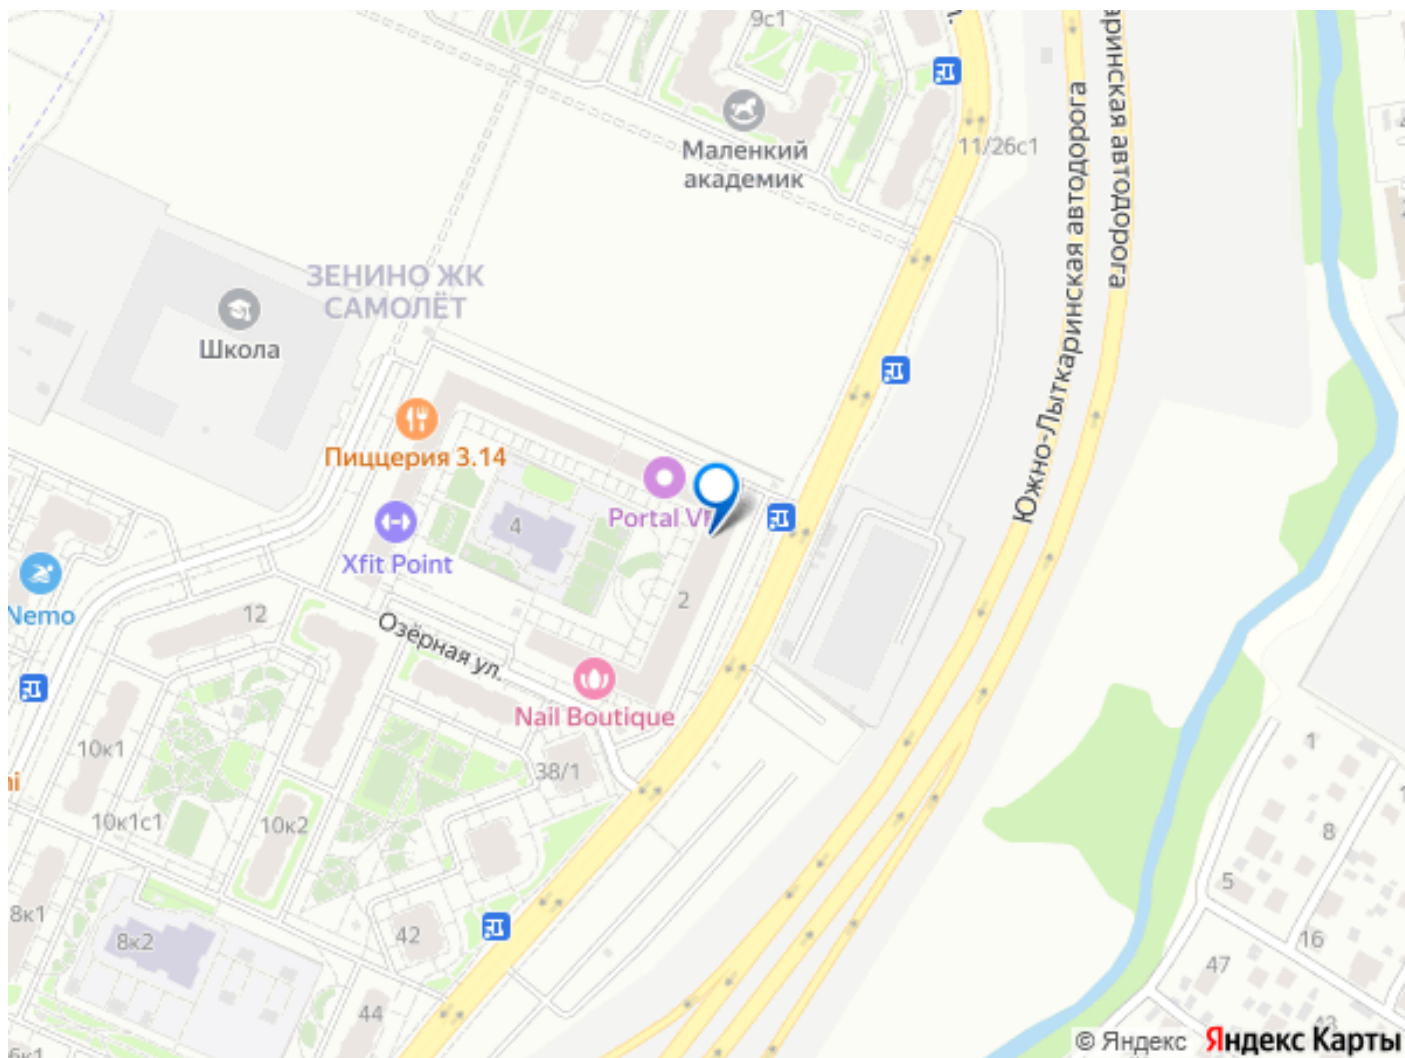 9с1
Маленкий
академик
11/26с1
Южно-Лыткаринская автодорога
аринская автодорога
ЗЕНИНО ЖК
САМОЛЁТ
Школа
Пиццерия 3.14
Portal V
4
Xfit Point
2
Nemo
12
Озёрная ул.
Nail Boutique
10к1
38/1
10к1с1
10к2
8к1
8к2
42
44
1
8
5
16
47
© Яндекс Яндекс Карты